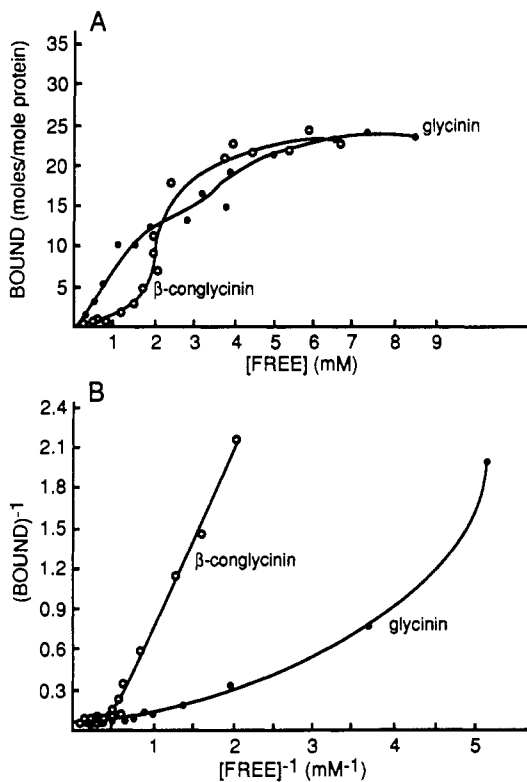 A
BOUND (moles/mole protein)
35
30
25
20
15
10
5
glycinin
β-conglycinin
1 2 3 4 5 6 7 8 9
[FREE] (mM)
B
(BOUND)⁻¹
2.4
2.1
1.8
1.5
1.2
0.9
0.6
0.3
β-conglycinin
glycinin
1 2 3 4 5
[FREE]⁻¹ (mM⁻¹)